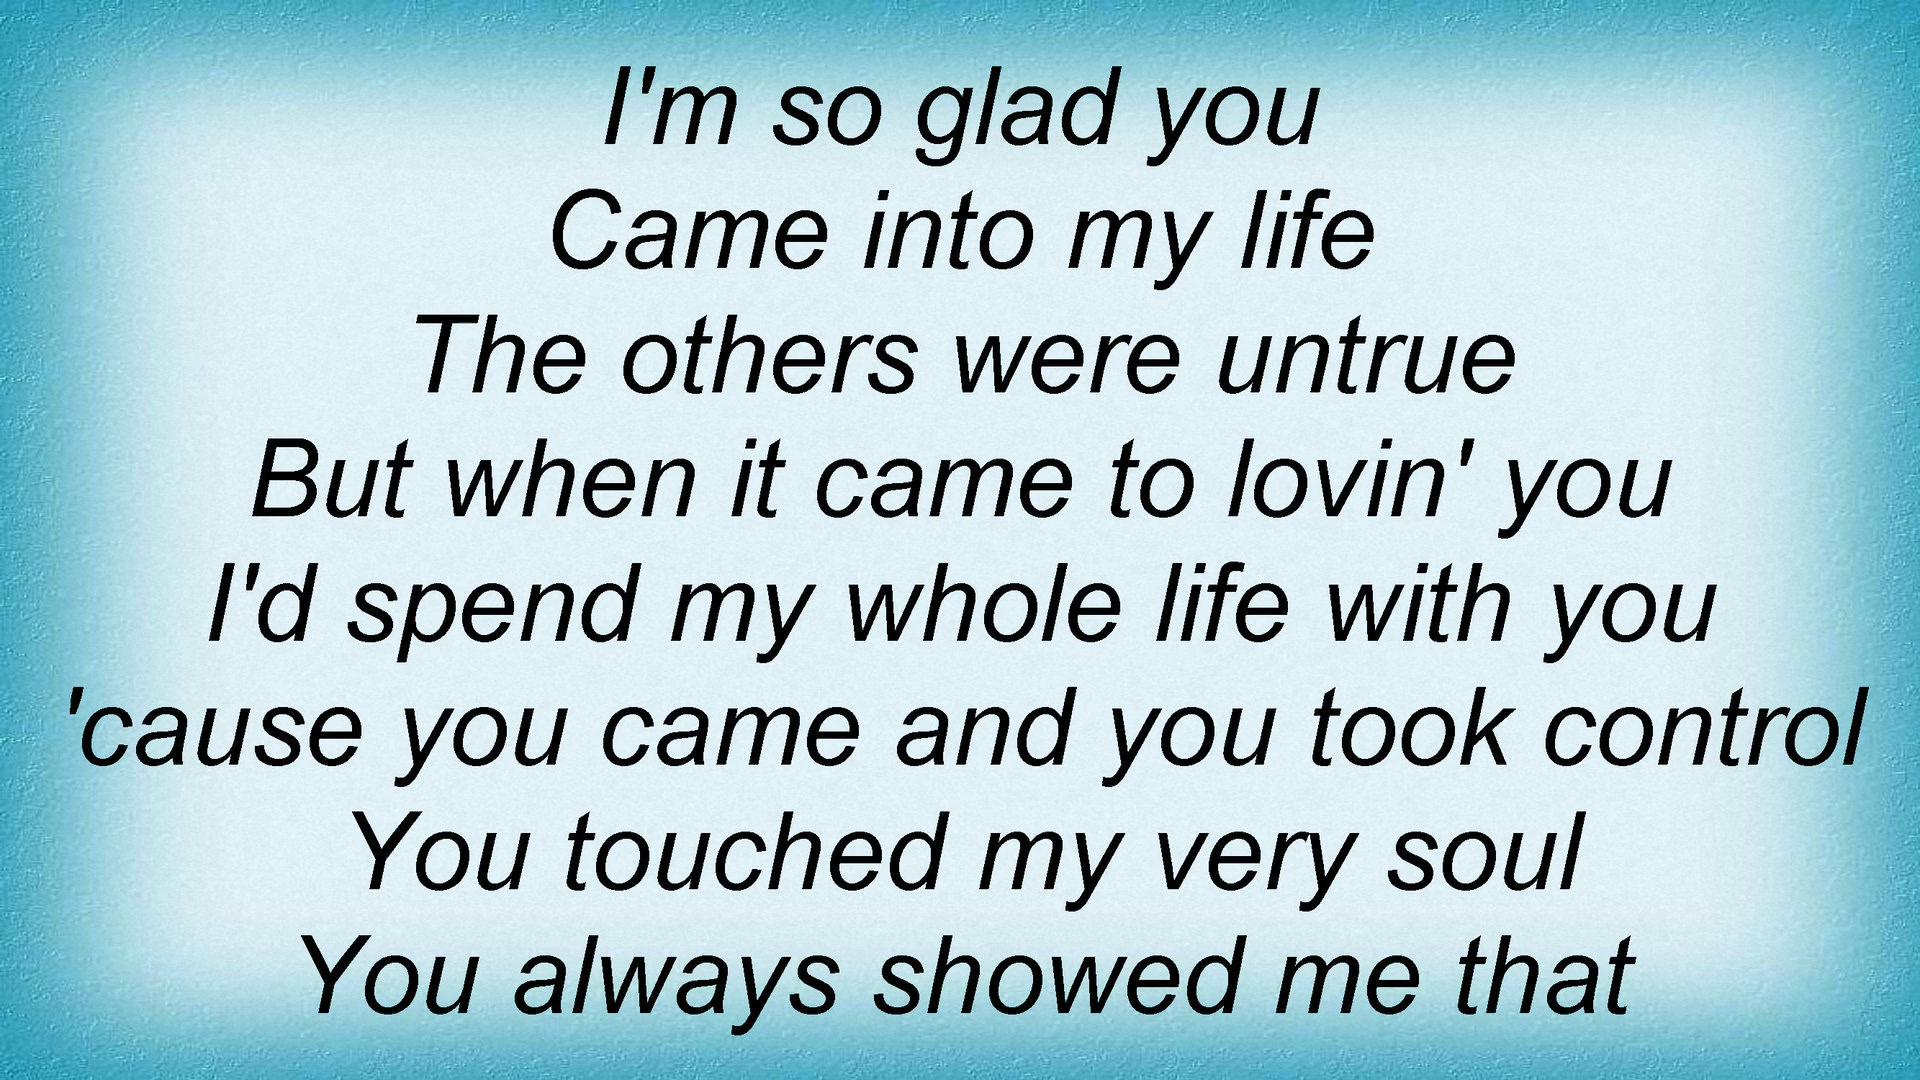 I'm so glad you
Came into my life
The others were untrue
But when it came to lovin' you
I'd spend my whole life with you
'cause you came and you took control
You touched my very soul
You always showed me that